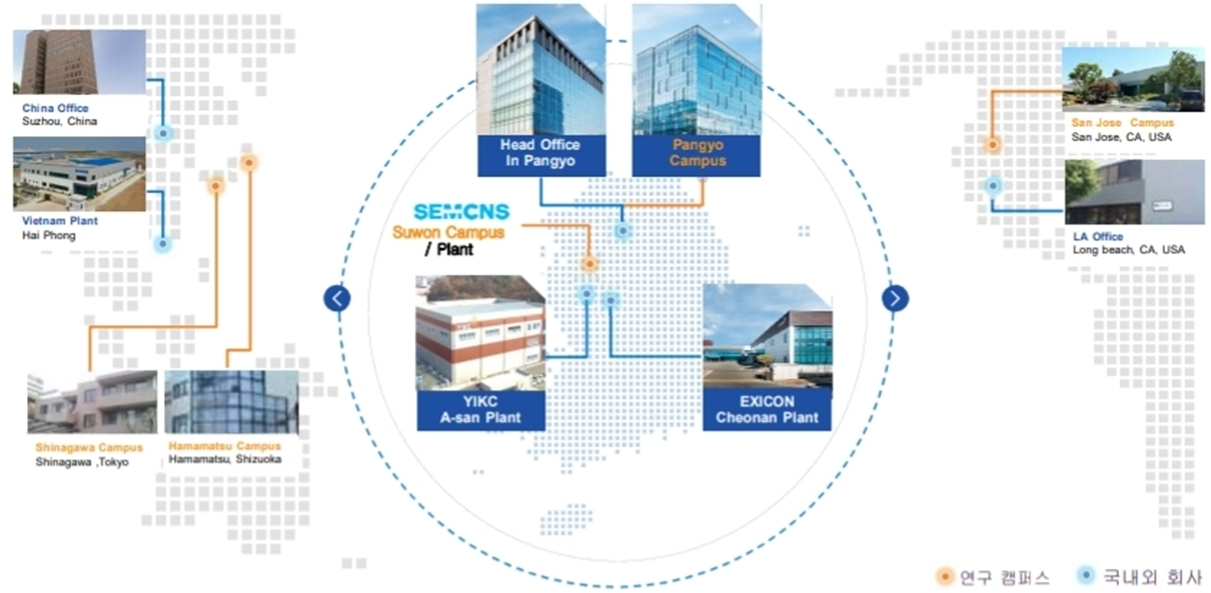 China Office
Suzhou, China
Vietnam Plant
Hai Phong
Shinagawa Campus
Shinagawa ,Tokyo
Hamamatsu Campus
Hamamatsu, Shizuoka
Head Office
In Pangyo
Pangyo
Campus
SEMCNS
Suwon Campus
/ Plant
YIKC
A-san Plant
EXICON
Cheonan Plant
San Jose Campus
San Jose, CA, USA
LA Office
Long beach, CA, USA
연구 캠퍼스
국내외 회사